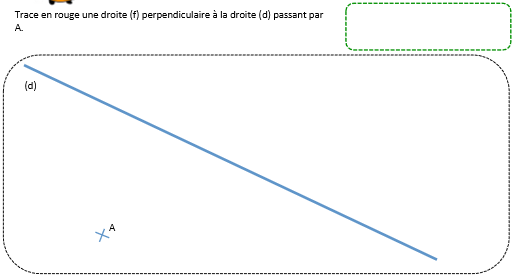 Trace en rouge une droite (f) perpendiculaire à la droite (d) passant par
A.
(d)
A